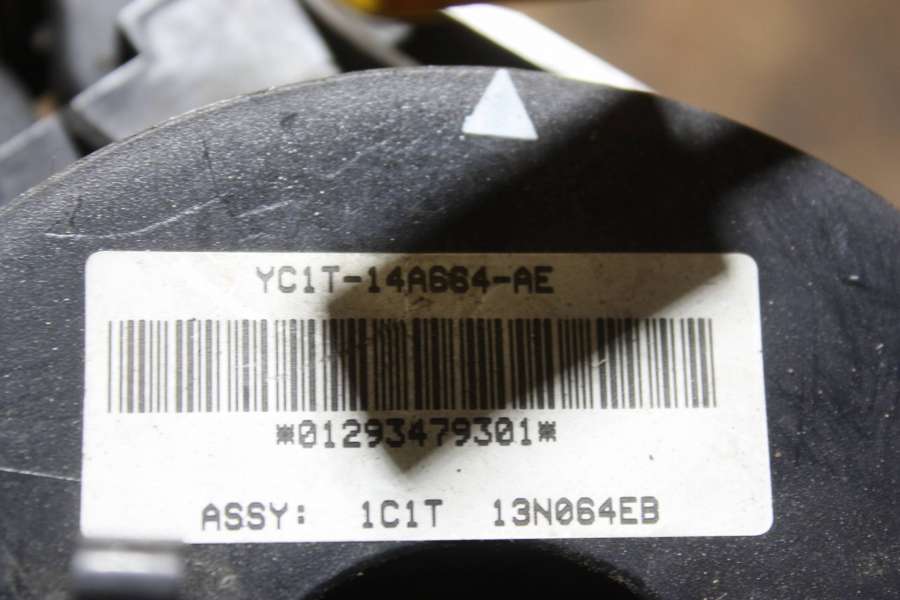 YC1T-14A664-AE
*01293479301*
ASSY: 1C1T 13N064EB